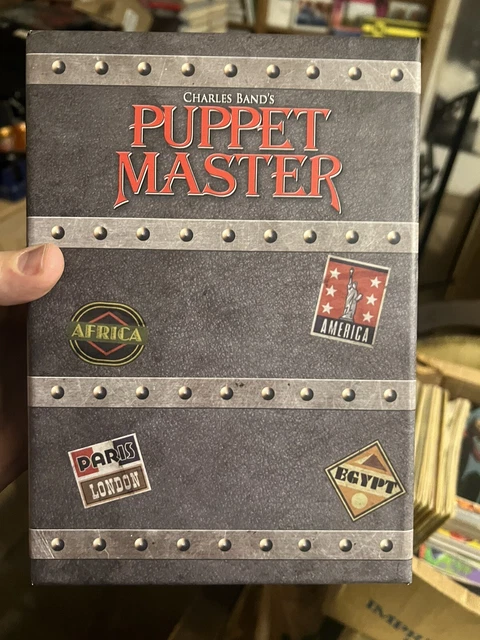 CHARLES BAND'S
PUPPET
MASTER
AMERICA
AFRICA
PARIS
LONDON
EGYPT